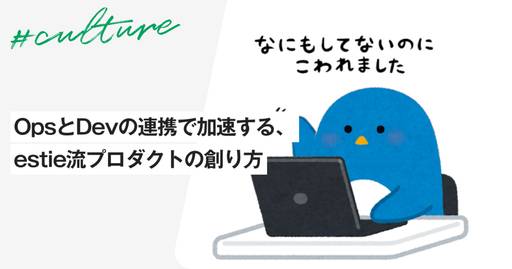 #culture
なにもしてないのに
こわれました
OpsとDevの連携で加速する、
estie流プロダクトの創り方